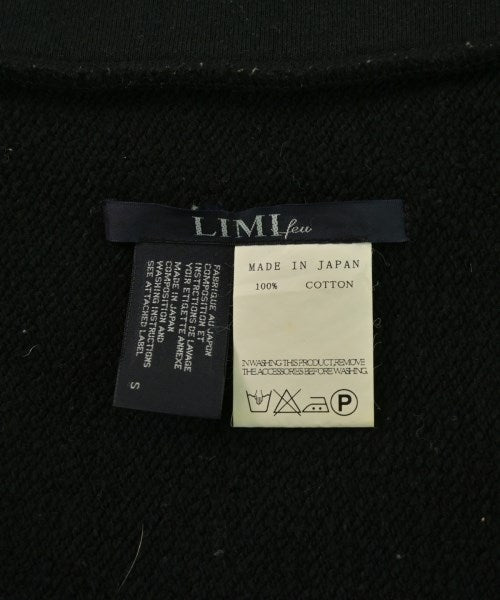 LIMI feu
FABRIQUE AU JAPON
COMPOSITION ET
INSTRUCTIONS DE LAVAGE
VOIR ETIQUETTE ANNEXE
MADE IN JAPAN
COMPOSITION AND
WASHING INSTRUCTIONS
SEE ATTACHED LABEL
S
MADE IN JAPAN
100% COTTON
IN WASHING THIS PRODUCT,REMOVE
THE ACCESSORIES BEFORE WASHING.
P